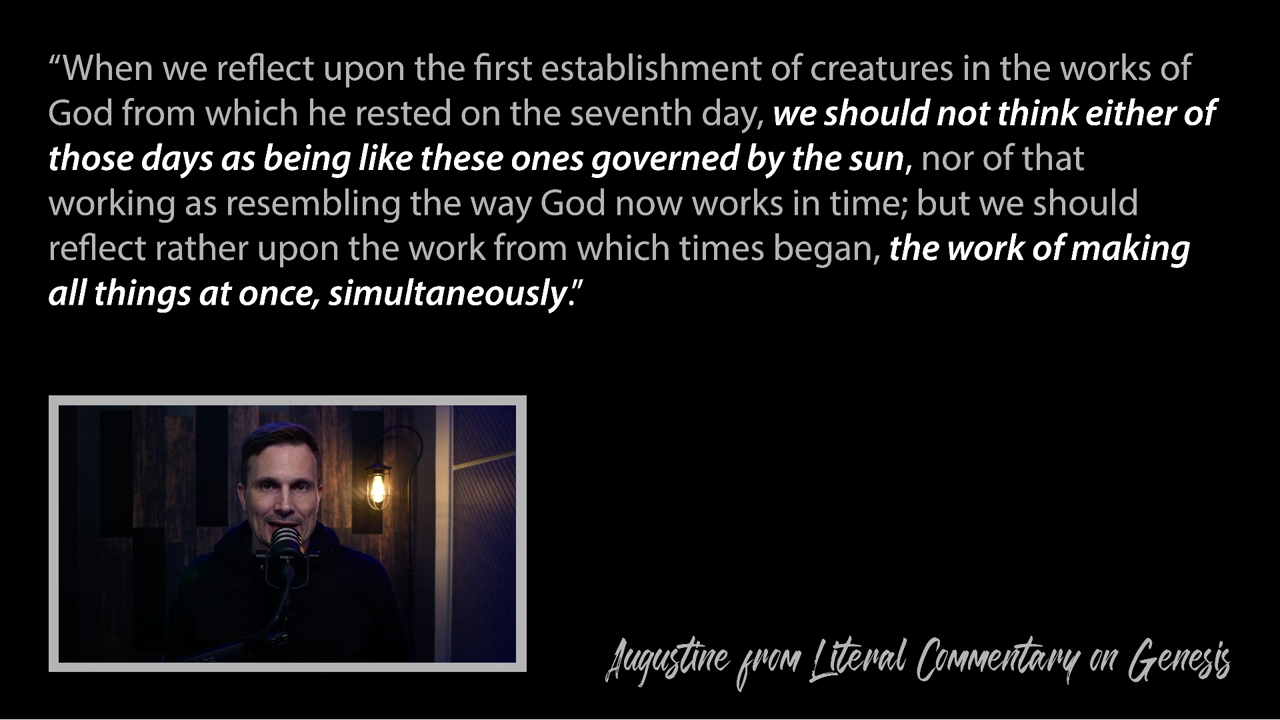 “When we reflect upon the first establishment of creatures in the works of
God from which he rested on the seventh day, we should not think either of
those days as being like these ones governed by the sun, nor of that
working as resembling the way God now works in time; but we should
reflect rather upon the work from which times began, the work of making
all things at once, simultaneously.”
Augustine from Literal Commentary on Genesis